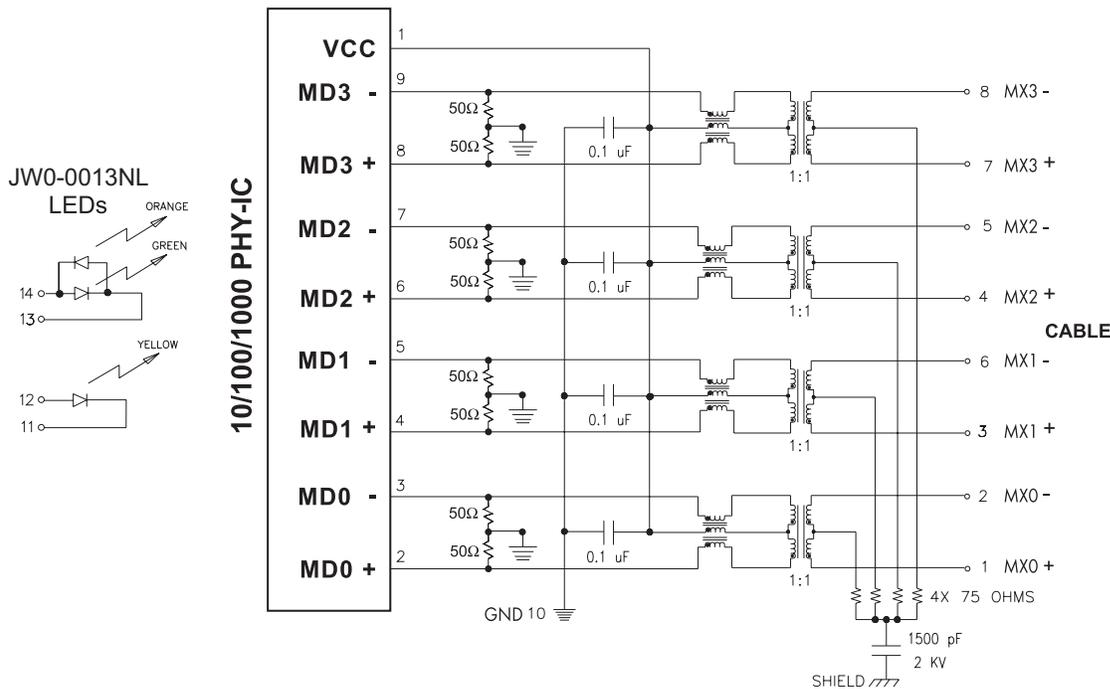 JW0-0013NL
LEDs
ORANGE
GREEN
14
13
YELLOW
12
11
10/100/1000 PHY-IC
VCC 1
MD3 - 9
50Ω
50Ω
0.1 uF
MD3 + 8
1:1
8 MX3 -
7 MX3 +
MD2 - 7
50Ω
50Ω
0.1 uF
MD2 + 6
1:1
5 MX2 -
4 MX2 +
CABLE
MD1 - 5
50Ω
50Ω
0.1 uF
MD1 + 4
1:1
6 MX1 -
3 MX1 +
MD0 - 3
50Ω
50Ω
0.1 uF
MD0 + 2
1:1
2 MX0 -
1 MX0 +
GND 10
4X 75 OHMS
1500 pF
2 KV
SHIELD